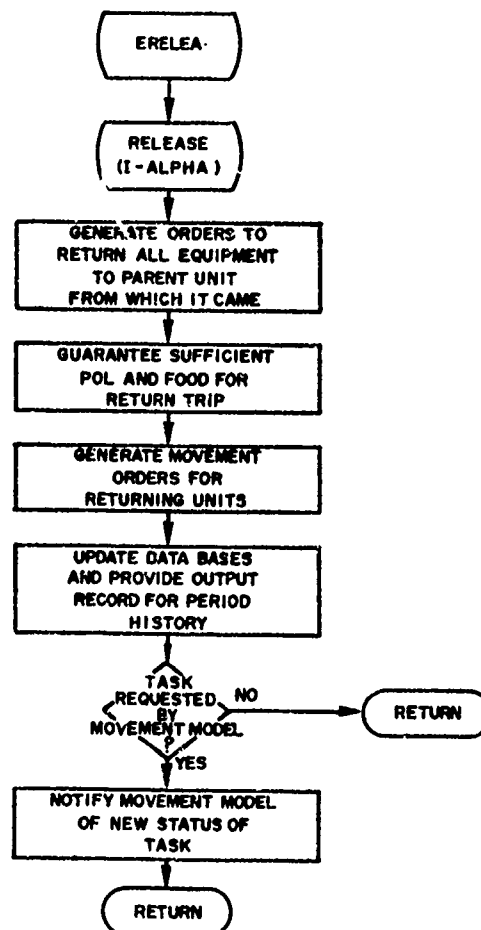 ERELEA
RELEASE
(I-ALPHA)
GENERATE ORDERS TO
RETURN ALL EQUIPMENT
TO PARENT UNIT
FROM WHICH IT CAME
GUARANTEE SUFFICIENT
POL AND FOOD FOR
RETURN TRIP
GENERATE MOVEMENT
ORDERS FOR
RETURNING UNITS
UPDATE DATA BASES
AND PROVIDE OUTPUT
RECORD FOR PERIOD
HISTORY
TASK
REQUESTED
BY
MOVEMENT MODEL
?
NO
RETURN
YES
NOTIFY MOVEMENT MODEL
OF NEW STATUS OF
TASK
RETURN